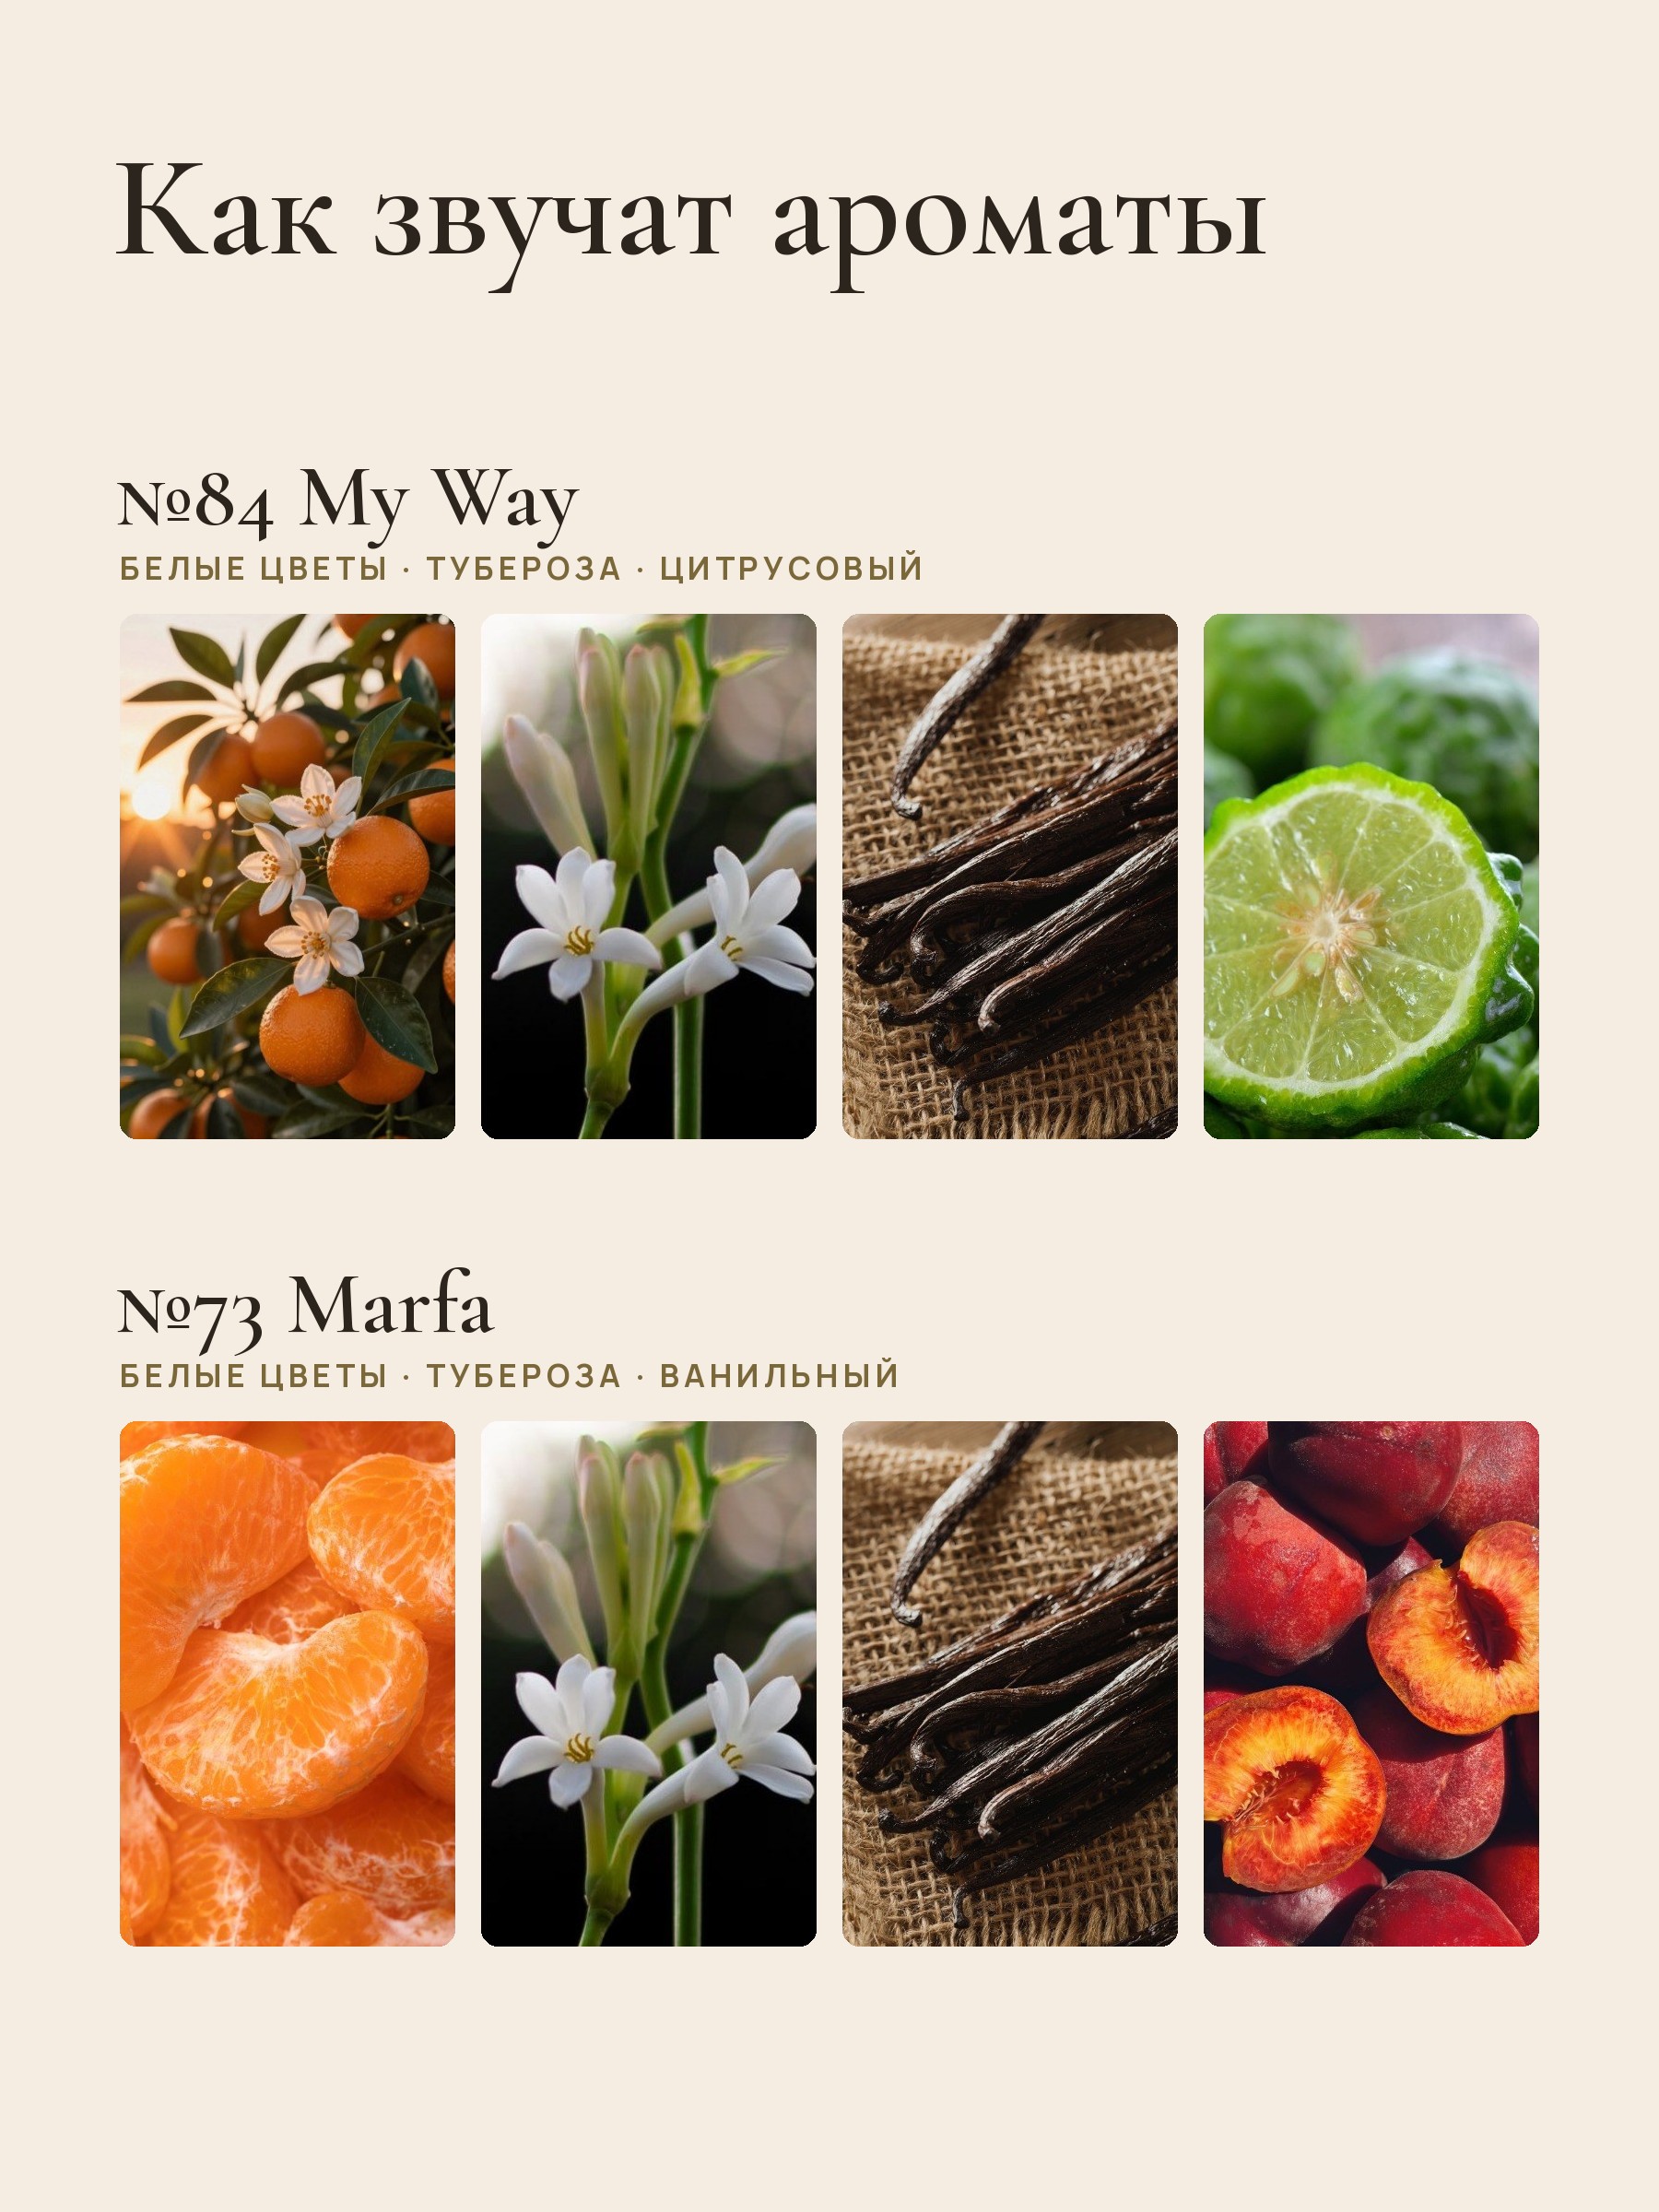 Как звучат ароматы
№84 My Way
БЕЛЫЕ ЦВЕТЫ · ТУБЕРОЗА · ЦИТРУСОВЫЙ
№73 Marfa
БЕЛЫЕ ЦВЕТЫ · ТУБЕРОЗА · ВАНИЛЬНЫЙ